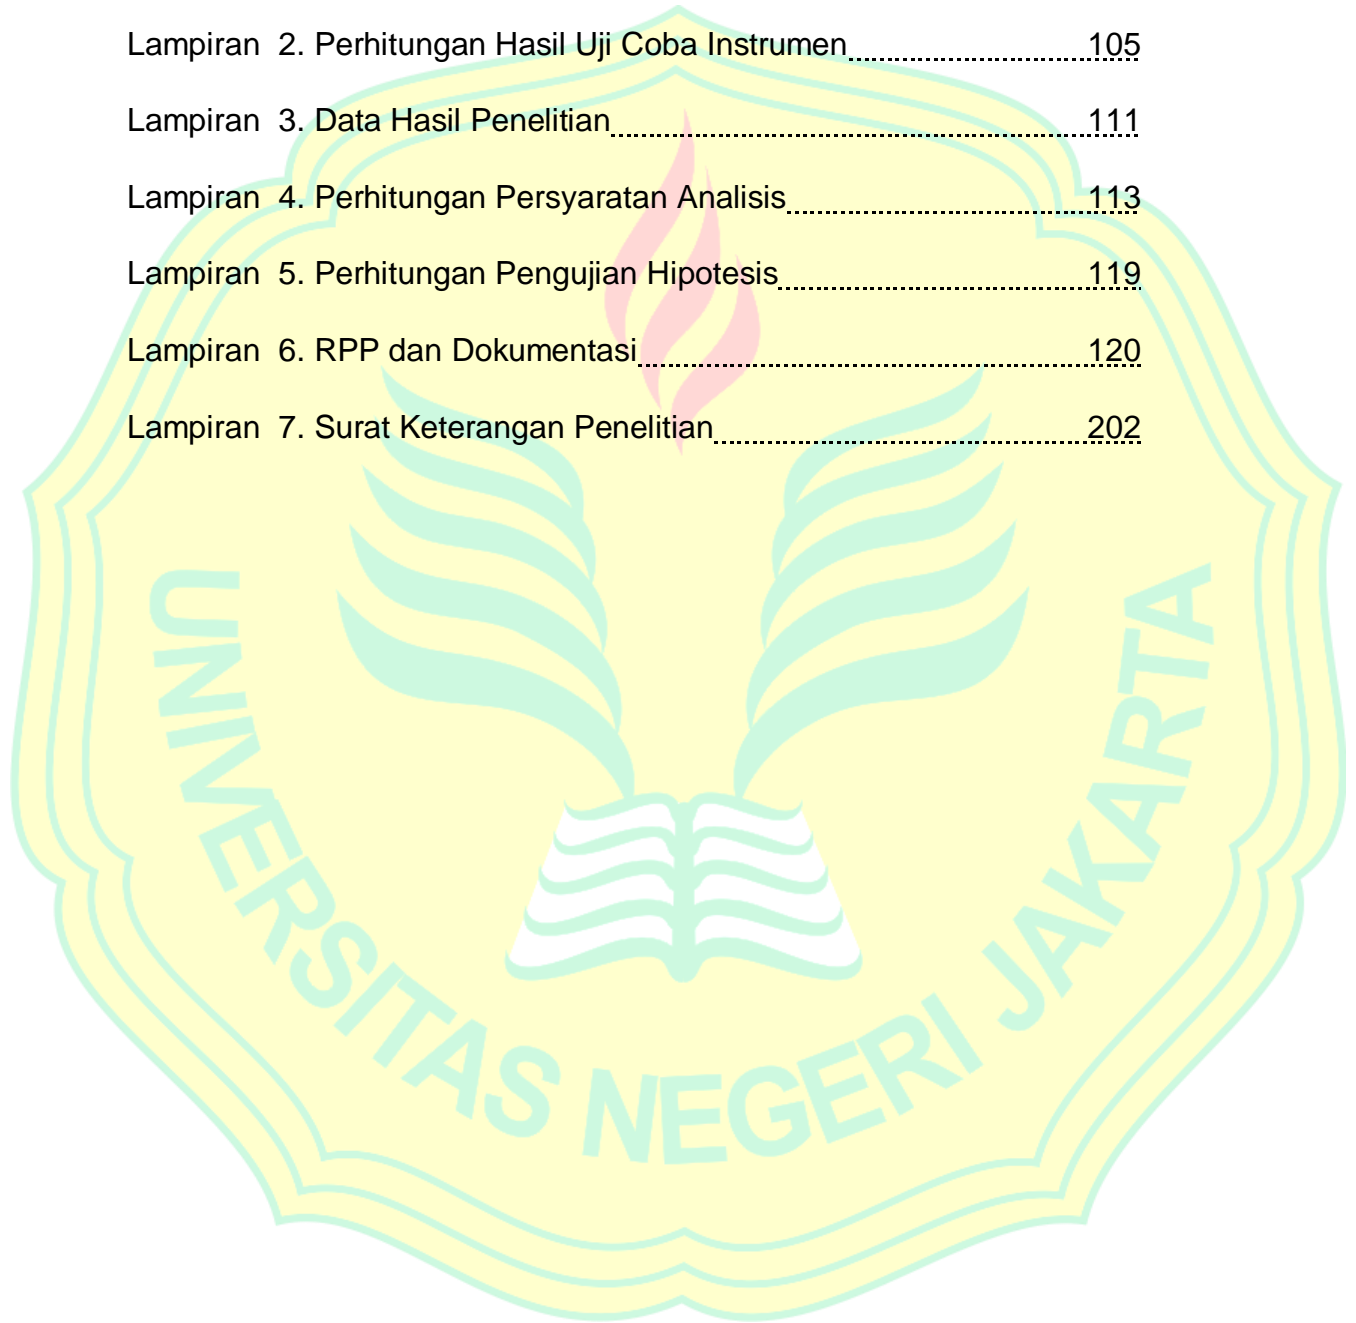 Lampiran 2. Perhitungan Hasil Uji Coba Instrumen 105
Lampiran 3. Data Hasil Penelitian 111
Lampiran 4. Perhitungan Persyaratan Analisis 113
Lampiran 5. Perhitungan Pengujian Hipotesis 119
Lampiran 6. RPP dan Dokumentasi 120
Lampiran 7. Surat Keterangan Penelitian 202
UNIVERSITAS NEGERI JAKARTA